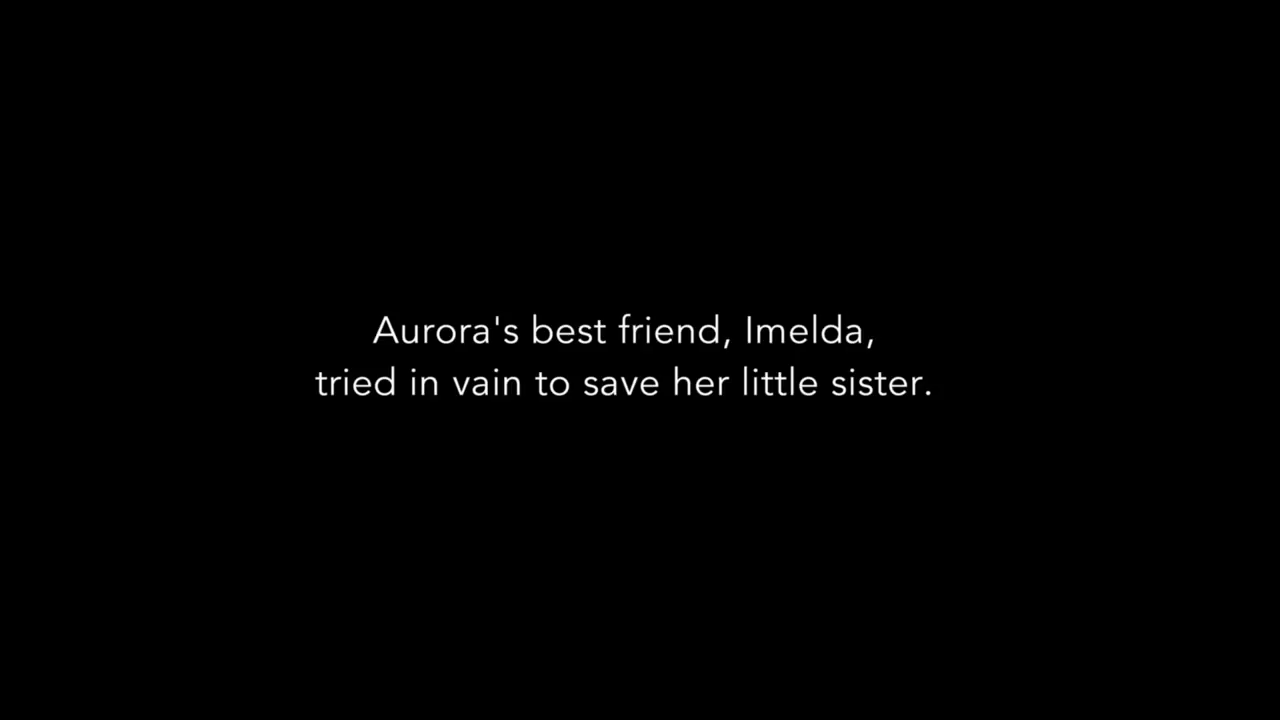 Aurora's best friend, Imelda,
tried in vain to save her little sister.